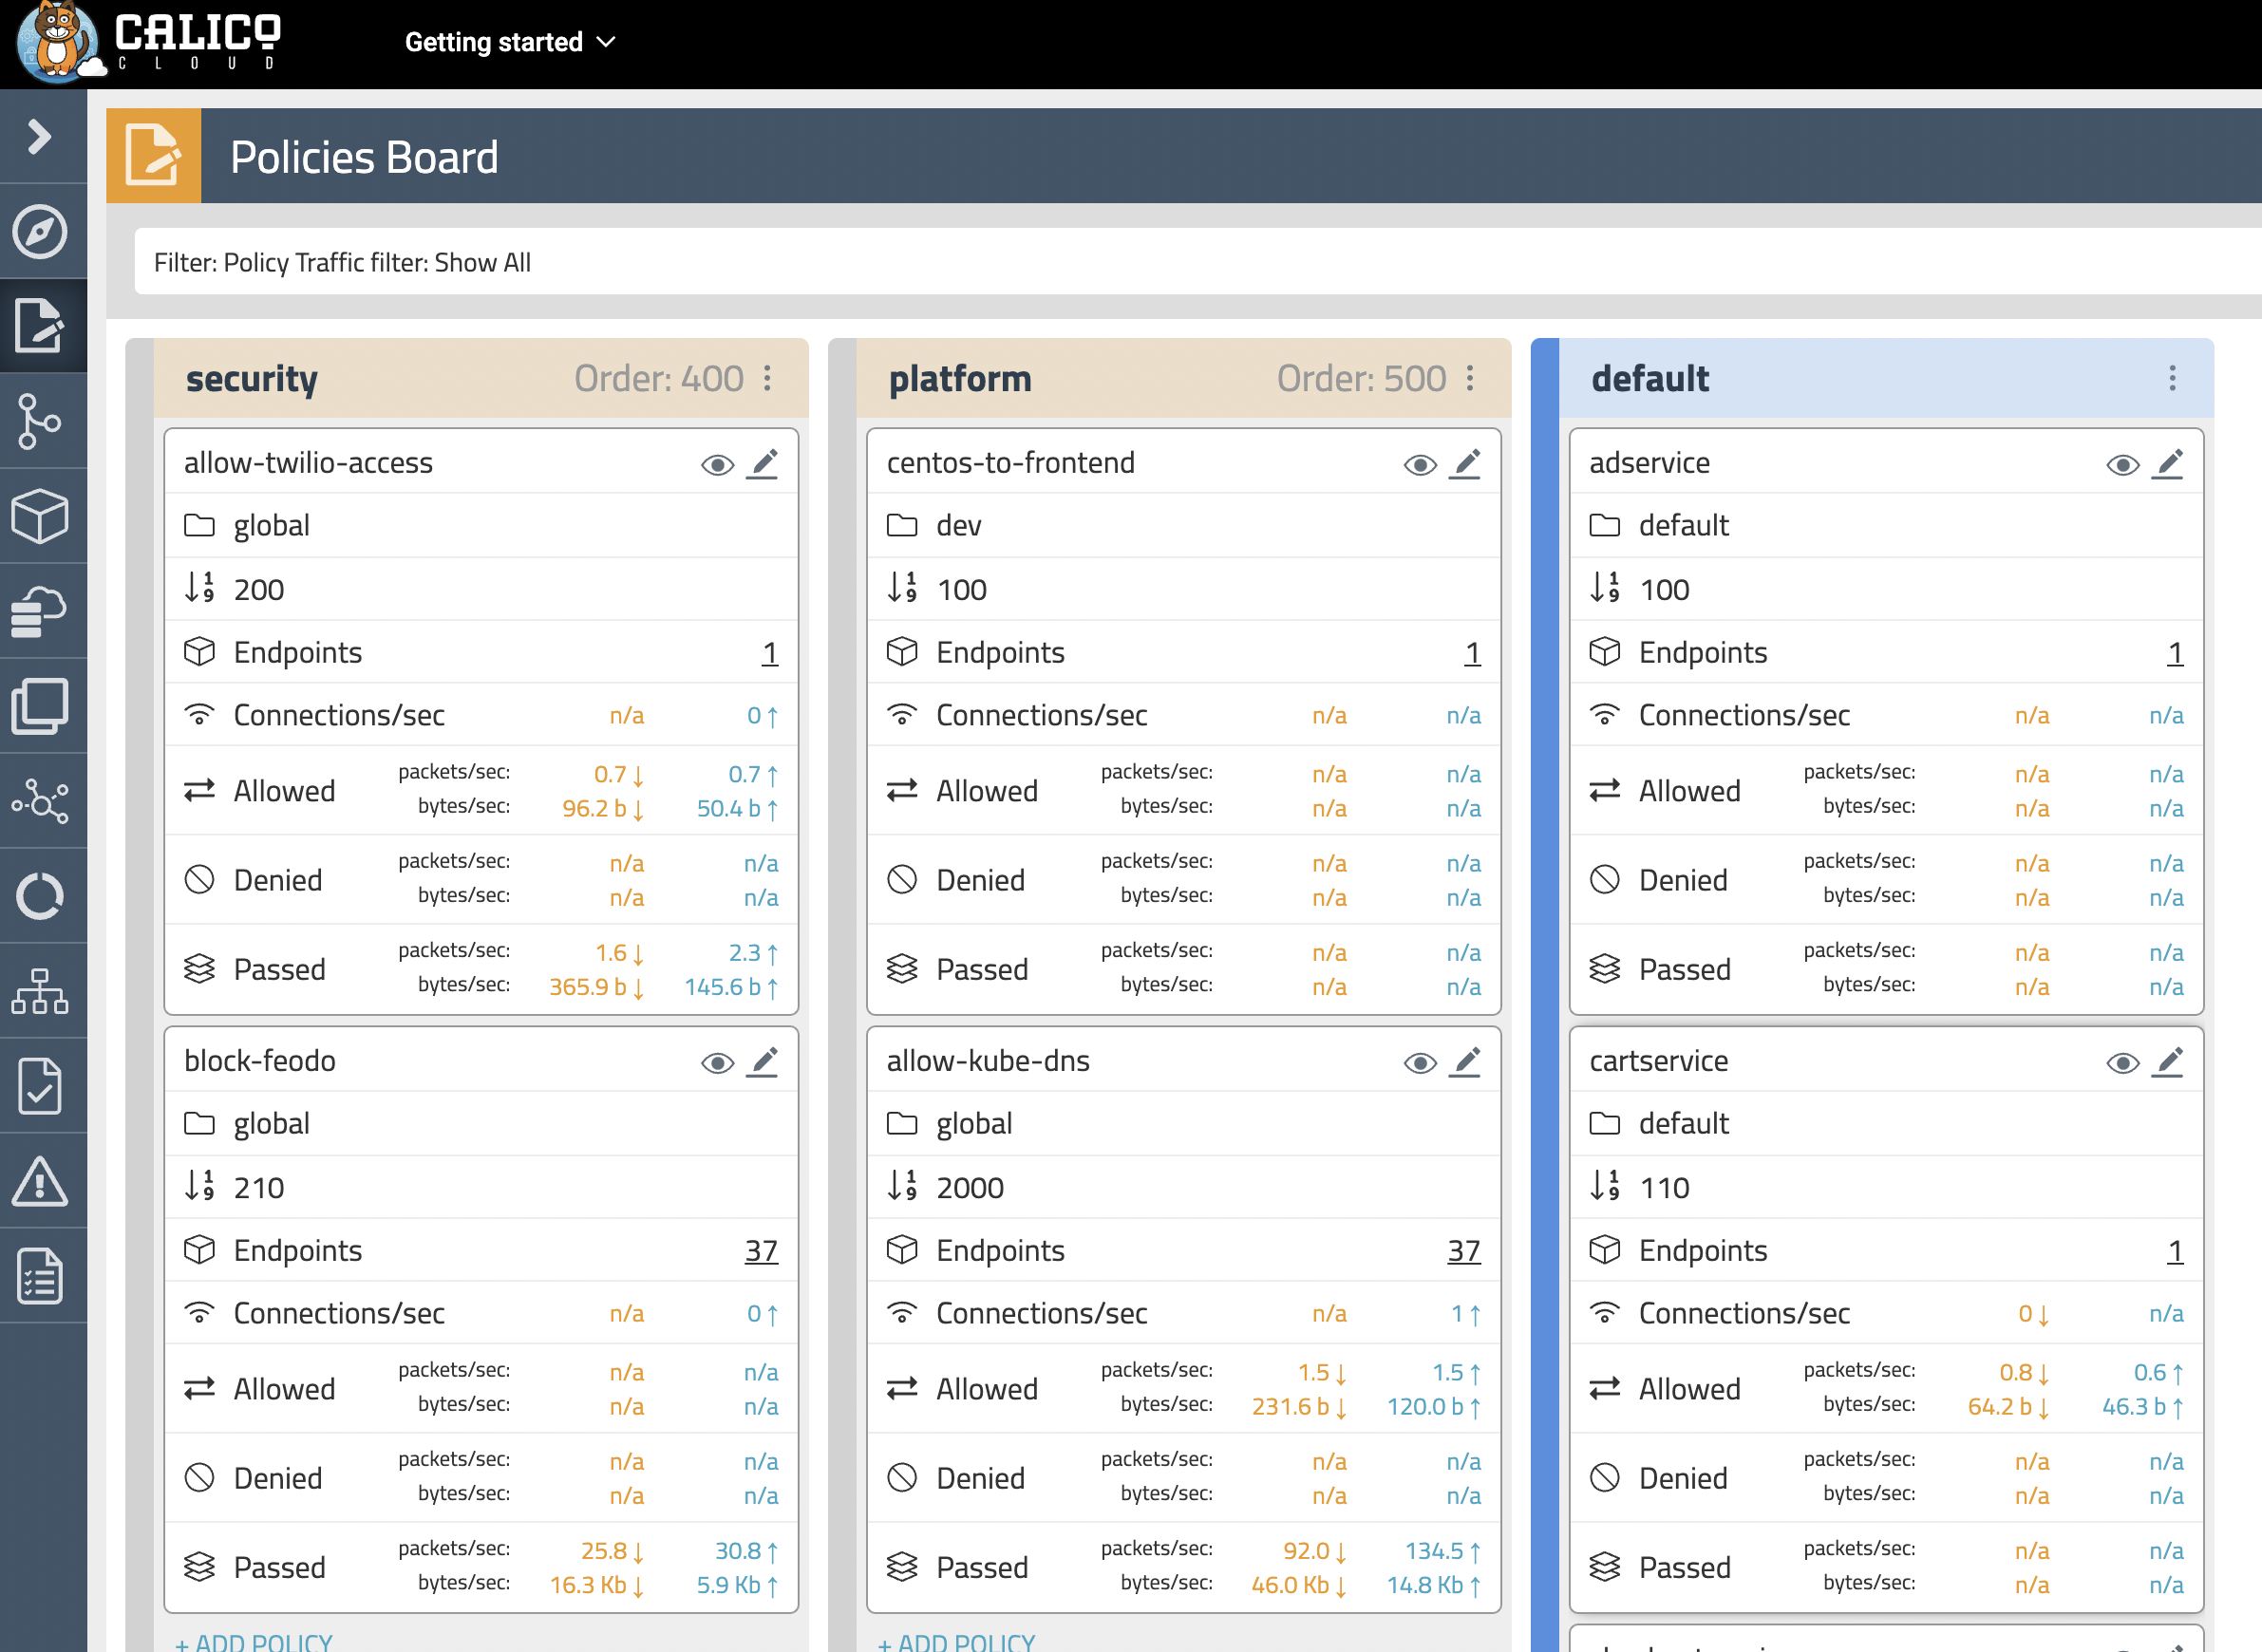 CALICO
CLOUD
Getting started
Policies Board
Filter: Policy Traffic filter: Show All
security Order: 400
allow-twilio-access
global
200
Endpoints 1
Connections/sec n/a 0 ↑
Allowed
packets/sec: 0.7 ↓ 0.7 ↑
bytes/sec: 96.2 b ↓ 50.4 b ↑
Denied
packets/sec: n/a n/a
bytes/sec: n/a n/a
Passed
packets/sec: 1.6 ↓ 2.3 ↑
bytes/sec: 365.9 b ↓ 145.6 b ↑
block-feodo
global
210
Endpoints 37
Connections/sec n/a 0 ↑
Allowed
packets/sec: n/a n/a
bytes/sec: n/a n/a
Denied
packets/sec: n/a n/a
bytes/sec: n/a n/a
Passed
packets/sec: 25.8 ↓ 30.8 ↑
bytes/sec: 16.3 Kb ↓ 5.9 Kb ↑
+ ADD POLICY
platform Order: 500
centos-to-frontend
dev
100
Endpoints 1
Connections/sec n/a n/a
Allowed
packets/sec: n/a n/a
bytes/sec: n/a n/a
Denied
packets/sec: n/a n/a
bytes/sec: n/a n/a
Passed
packets/sec: n/a n/a
bytes/sec: n/a n/a
allow-kube-dns
global
2000
Endpoints 37
Connections/sec n/a 1 ↑
Allowed
packets/sec: 1.5 ↓ 1.5 ↑
bytes/sec: 231.6 b ↓ 120.0 b ↑
Denied
packets/sec: n/a n/a
bytes/sec: n/a n/a
Passed
packets/sec: 92.0 ↓ 134.5 ↑
bytes/sec: 46.0 Kb ↓ 14.8 Kb ↑
+ ADD POLICY
default
adservice
default
100
Endpoints 1
Connections/sec n/a n/a
Allowed
packets/sec: n/a n/a
bytes/sec: n/a n/a
Denied
packets/sec: n/a n/a
bytes/sec: n/a n/a
Passed
packets/sec: n/a n/a
bytes/sec: n/a n/a
cartservice
default
110
Endpoints 1
Connections/sec 0 ↓ n/a
Allowed
packets/sec: 0.8 ↓ 0.6 ↑
bytes/sec: 64.2 b ↓ 46.3 b ↑
Denied
packets/sec: n/a n/a
bytes/sec: n/a n/a
Passed
packets/sec: n/a n/a
bytes/sec: n/a n/a